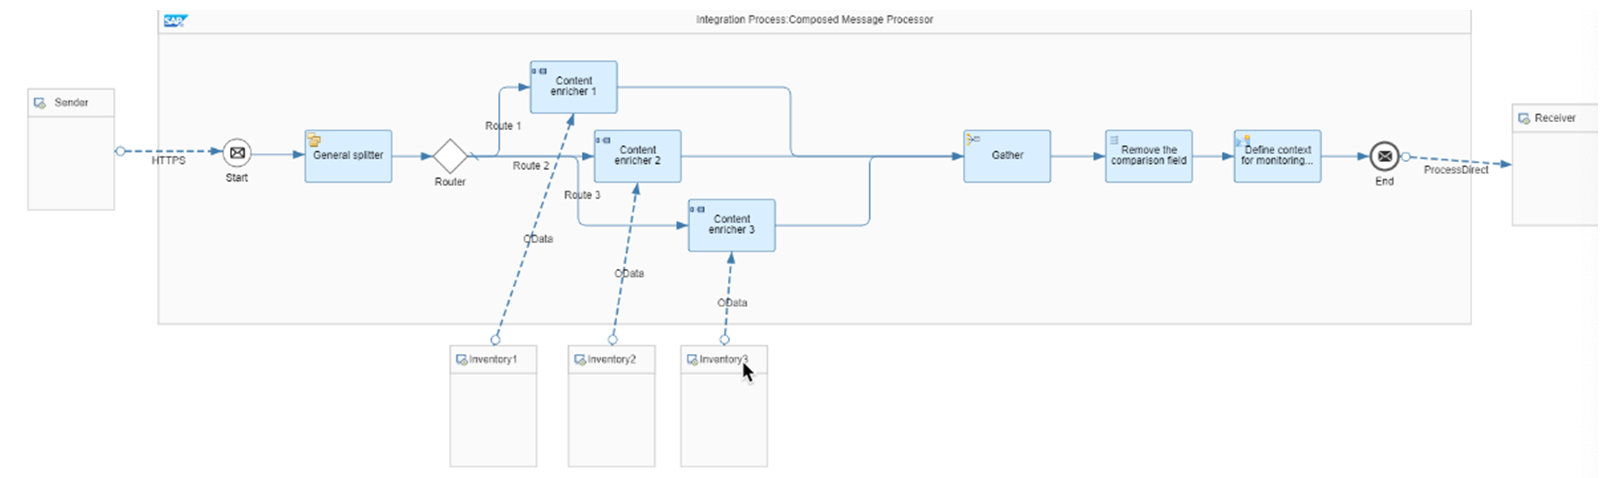 SAP
Integration Process:Composed Message Processor
Sender
HTTPS
Start
General splitter
Router
Route 1
Route 2
Route 3
Content
enricher 1
Content
enricher 2
Content
enricher 3
OData
OData
OData
Inventory1
Inventory2
Inventory3
Gather
Remove the
comparison field
Define context
for monitoring...
End
ProcessDirect
Receiver